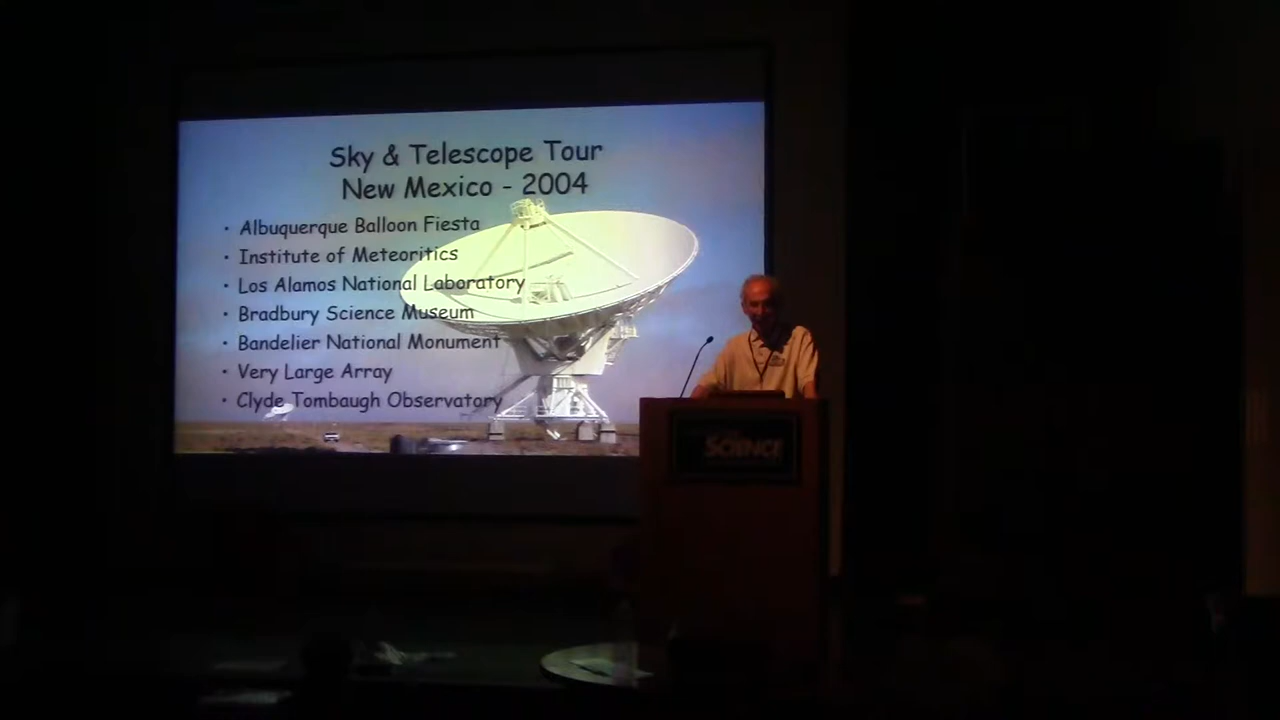 Sky & Telescope Tour
New Mexico - 2004
• Albuquerque Balloon Fiesta
• Institute of Meteoritics
• Los Alamos National Laboratory
• Bradbury Science Museum
• Bandelier National Monument
• Very Large Array
• Clyde Tombaugh Observatory
SCIENCE